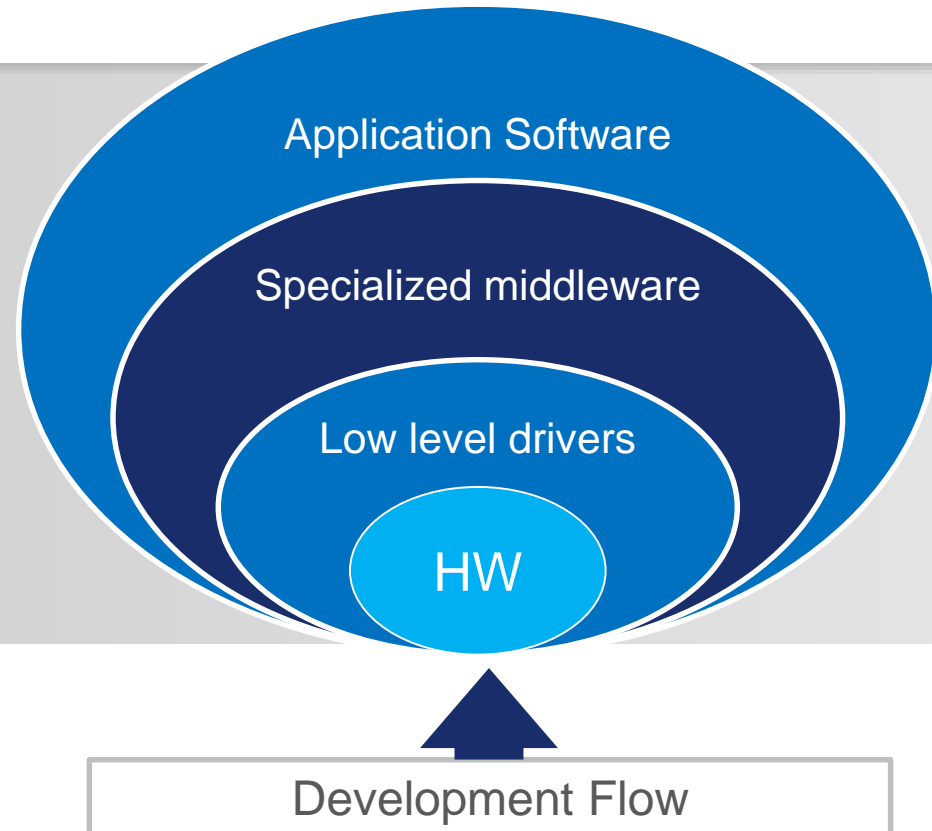 Application Software
Specialized middleware
Low level drivers
HW
Development Flow